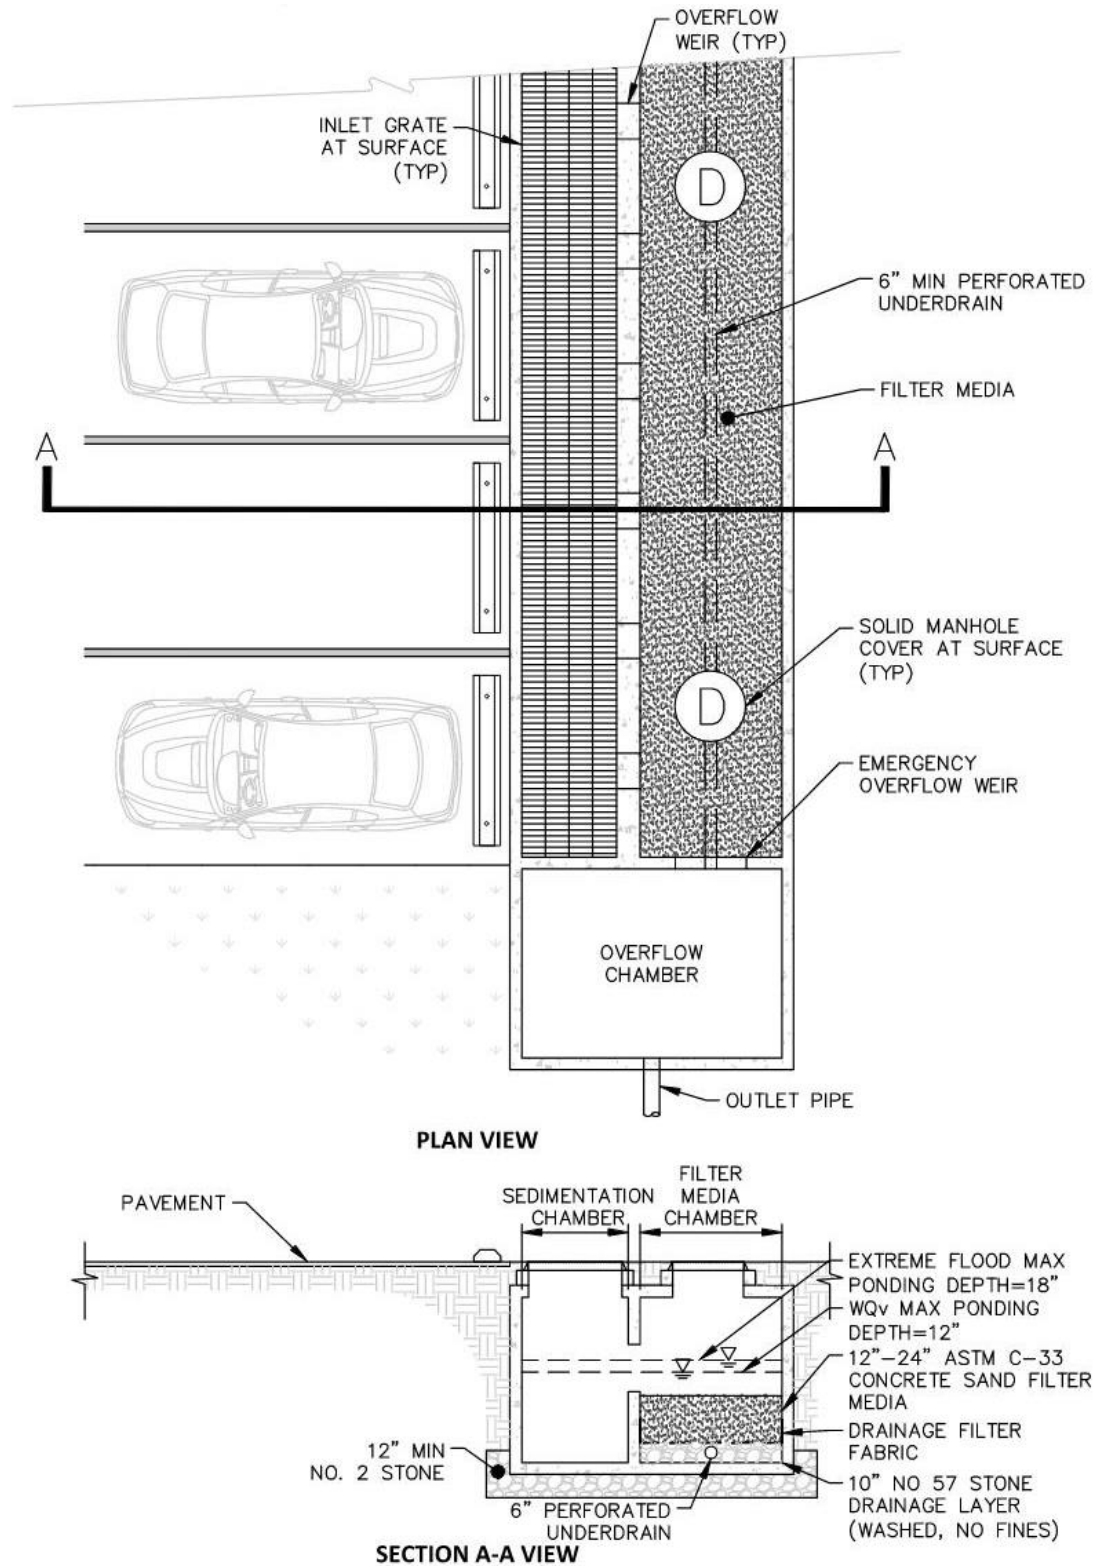 OVERFLOW
WEIR (TYP)
INLET GRATE
AT SURFACE
(TYP)
D
6” MIN PERFORATED
UNDERDRAIN
FILTER MEDIA
A
A
SOLID MANHOLE
COVER AT SURFACE
(TYP)
D
EMERGENCY
OVERFLOW WEIR
OVERFLOW
CHAMBER
OUTLET PIPE
PLAN VIEW
PAVEMENT
SEDIMENTATION
CHAMBER
FILTER
MEDIA
CHAMBER
EXTREME FLOOD MAX
PONDING DEPTH=18”
WQv MAX PONDING
DEPTH=12”
12”-24” ASTM C-33
CONCRETE SAND FILTER
MEDIA
DRAINAGE FILTER
FABRIC
12” MIN
NO. 2 STONE
10” NO 57 STONE
DRAINAGE LAYER
(WASHED, NO FINES)
6” PERFORATED
UNDERDRAIN
SECTION A-A VIEW